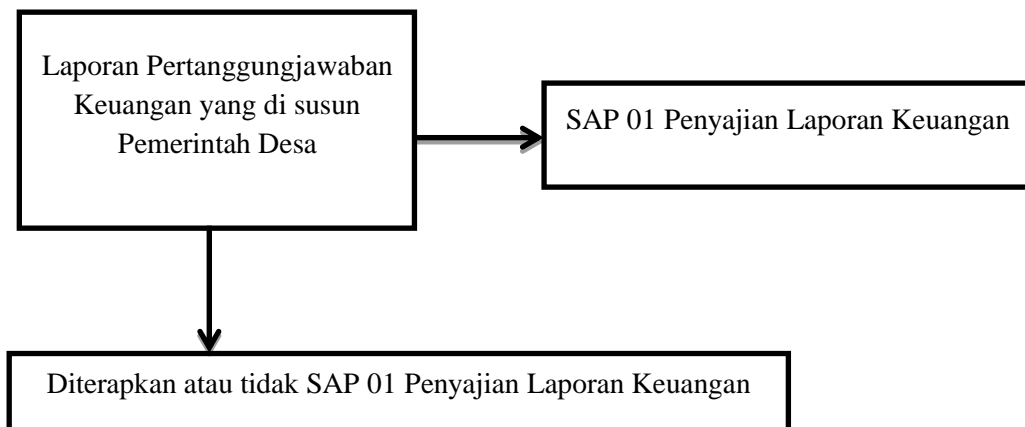 Laporan Pertanggungjawaban
Keuangan yang di susun
Pemerintah Desa
SAP 01 Penyajian Laporan Keuangan
Diterapkan atau tidak SAP 01 Penyajian Laporan Keuangan